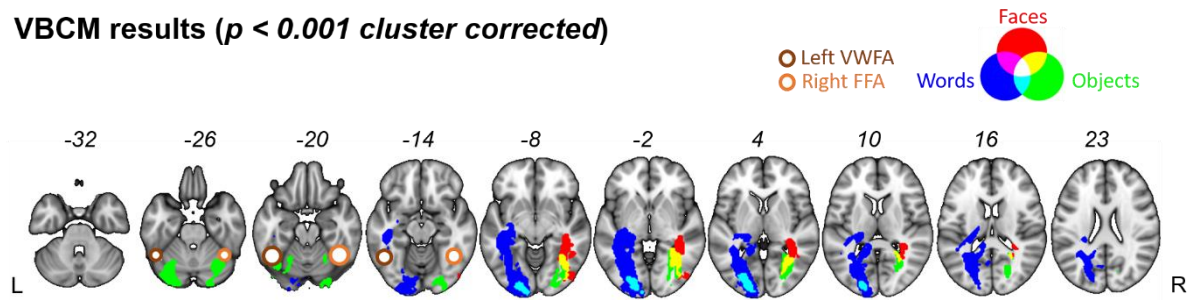 VBCM results (p < 0.001 cluster corrected)
Faces
Left VWFA
Right FFA
Words
Objects
-32 -26 -20 -14 -8 -2 4 10 16 23
L R